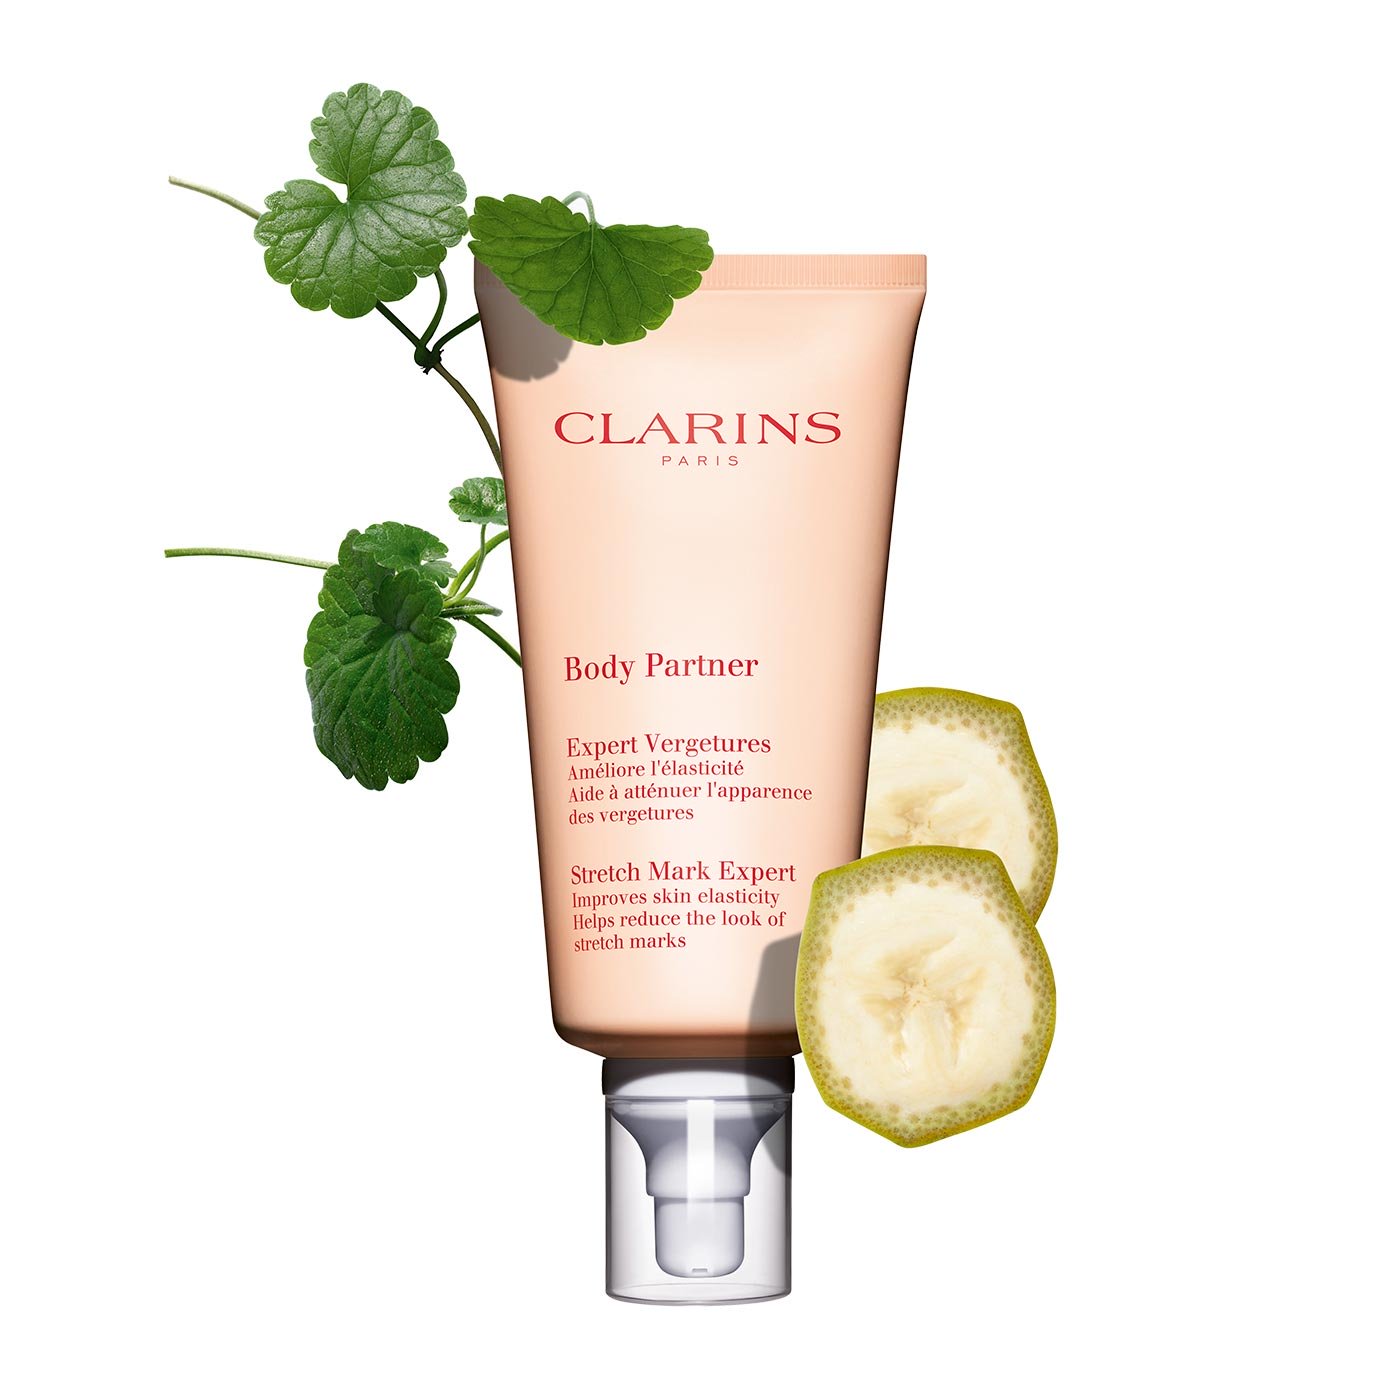 CLARINS
PARIS
Body Partner
Expert Vergetures
Améliore l'élasticité
Aide à atténuer l'apparence
des vergetures
Stretch Mark Expert
Improves skin elasticity
Helps reduce the look of
stretch marks